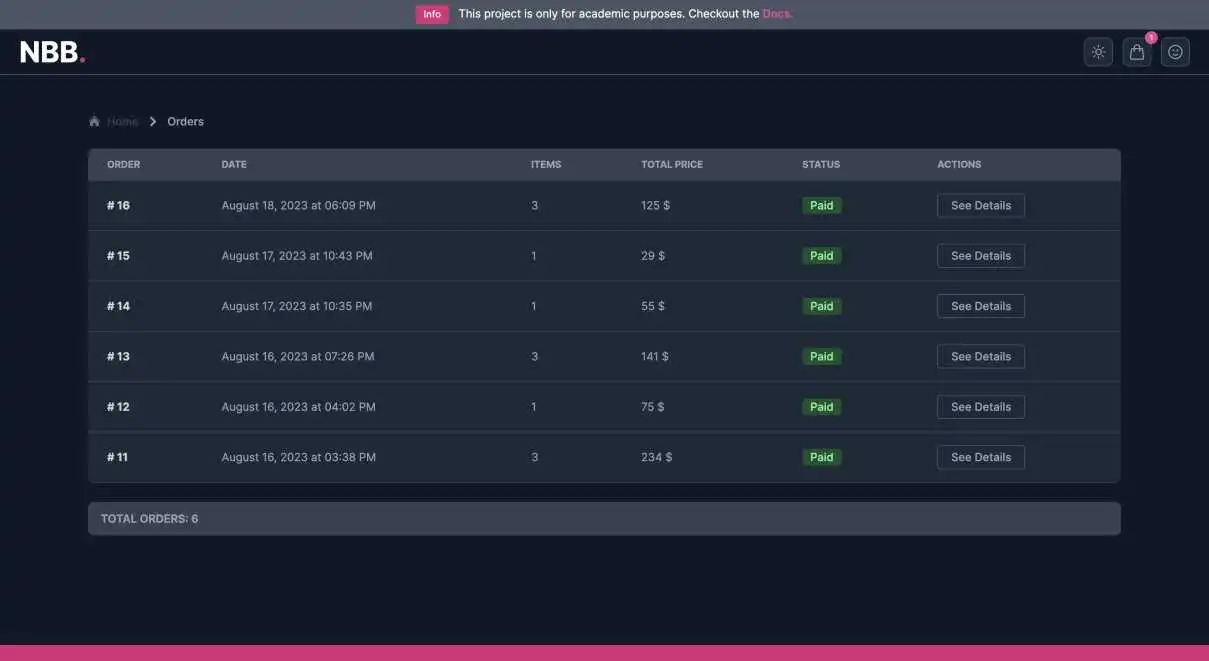 Info This project is only for academic purposes. Checkout the Docs.
NBB.
1
Home > Orders
ORDER DATE ITEMS TOTAL PRICE STATUS ACTIONS
# 16 August 18, 2023 at 06:09 PM 3 125 $ Paid See Details
# 15 August 17, 2023 at 10:43 PM 1 29 $ Paid See Details
# 14 August 17, 2023 at 10:35 PM 1 55 $ Paid See Details
# 13 August 16, 2023 at 07:26 PM 3 141 $ Paid See Details
# 12 August 16, 2023 at 04:02 PM 1 75 $ Paid See Details
# 11 August 16, 2023 at 03:38 PM 3 234 $ Paid See Details
TOTAL ORDERS: 6